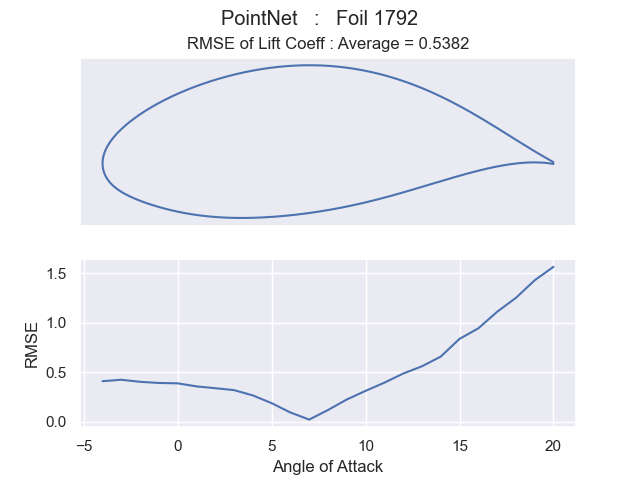 PointNet : Foil 1792
RMSE of Lift Coeff : Average = 0.5382
1.5
1.0
0.5
0.0
RMSE
−5 0 5 10 15 20
Angle of Attack